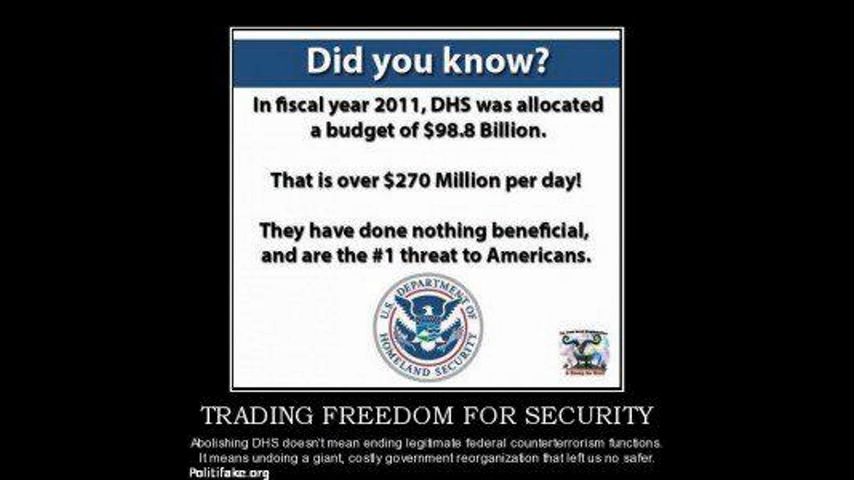 Did you know?
In fiscal year 2011, DHS was allocated
a budget of $98.8 Billion.
That is over $270 Million per day!
They have done nothing beneficial,
and are the #1 threat to Americans.
U.S. DEPARTMENT OF
HOMELAND SECURITY
TRADING FREEDOM FOR SECURITY
Abolishing DHS doesn't mean ending legitimate federal counterterrorism functions.
It means undoing a giant, costly government reorganization that left us no safer.
Politifake.org